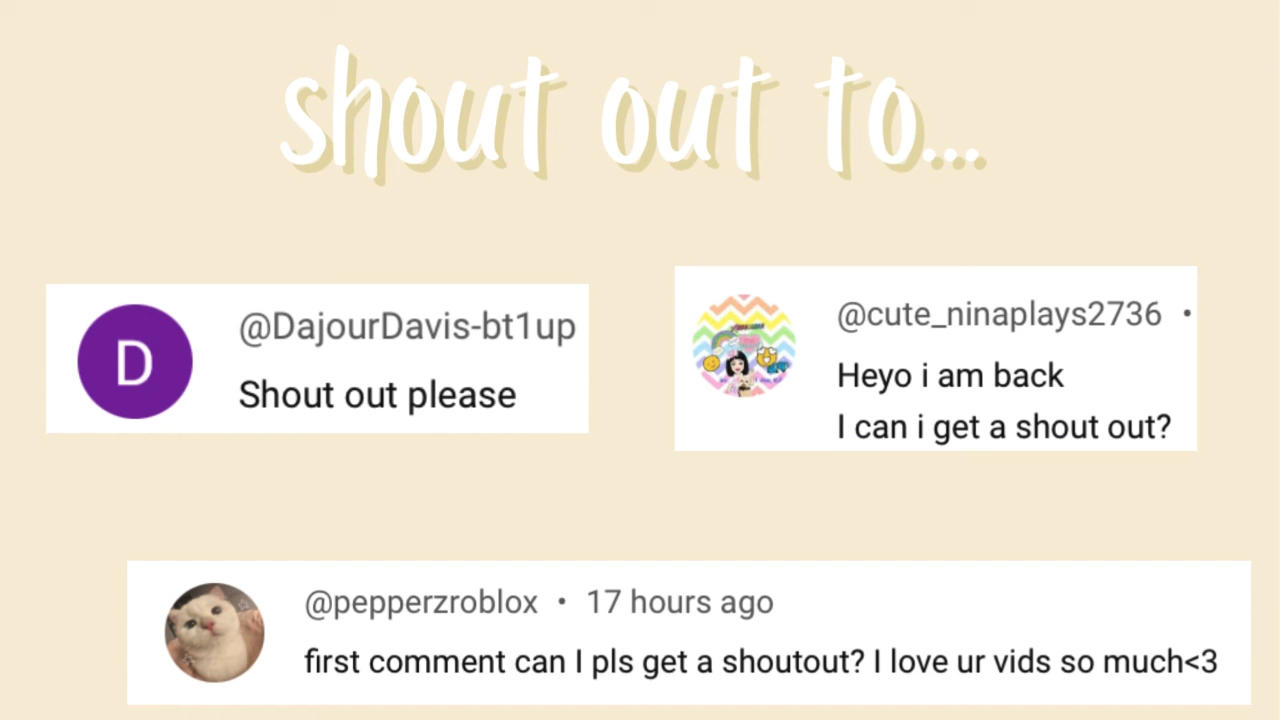 shout out to...
D
@DajourDavis-bt1up
Shout out please
@cute_ninaplays2736 •
Heyo i am back
I can i get a shout out?
@pepperzroblox • 17 hours ago
first comment can I pls get a shoutout? I love ur vids so much<3